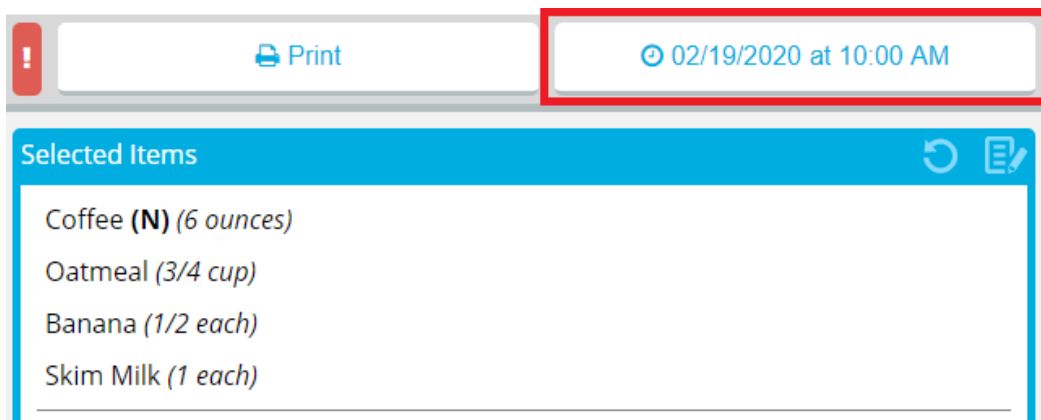 ! Print 02/19/2020 at 10:00 AM
Selected Items
Coffee (N) (6 ounces)
Oatmeal (3/4 cup)
Banana (1/2 each)
Skim Milk (1 each)